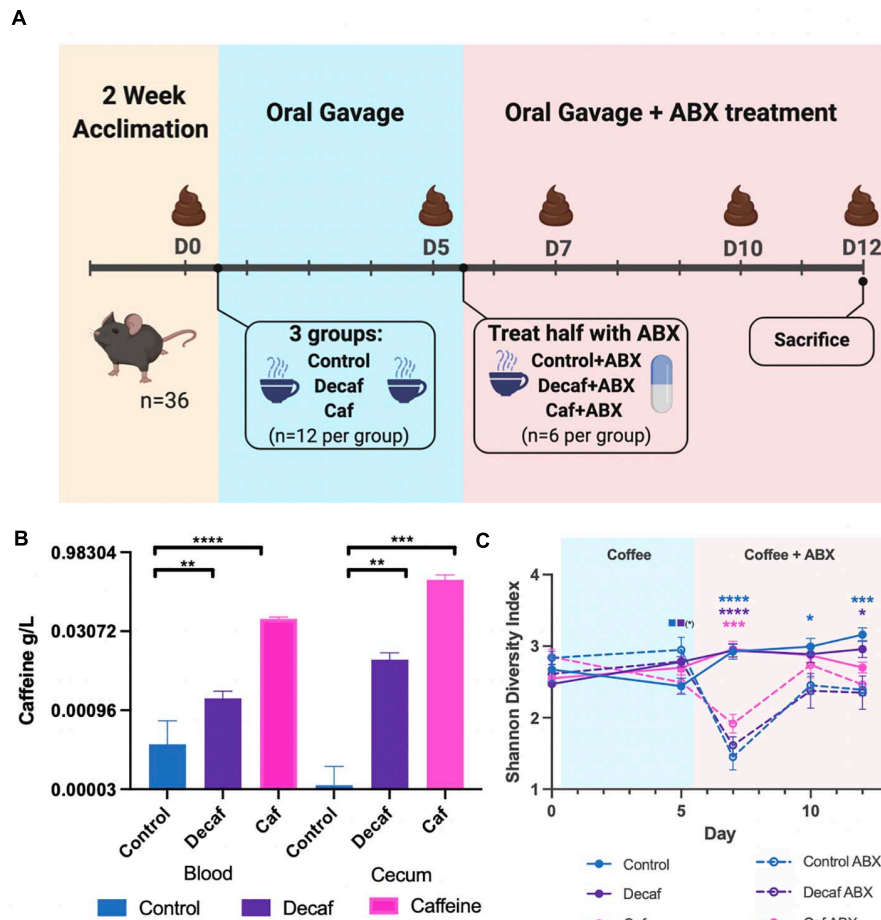 A
2 Week
Acclimation
Oral Gavage
Oral Gavage + ABX treatment
D0
D5
D7
D10
D12
n=36
3 groups:
Control
Decaf
Caf
(n=12 per group)
Treat half with ABX
Control+ABX
Decaf+ABX
Caf+ABX
(n=6 per group)
Sacrifice
B
Caffeine g/L
0.98304
0.03072
0.00096
0.00003
****
**
***
**
Control
Decaf
Caf
Control
Decaf
Caf
Blood
Cecum
Control
Decaf
Caffeine
C
Coffee
Coffee + ABX
Shannon Diversity Index
4
3
2
1
(*)
****
****
***
*
***
*
0
5
10
Day
Control
Control ABX
Decaf
Decaf ABX